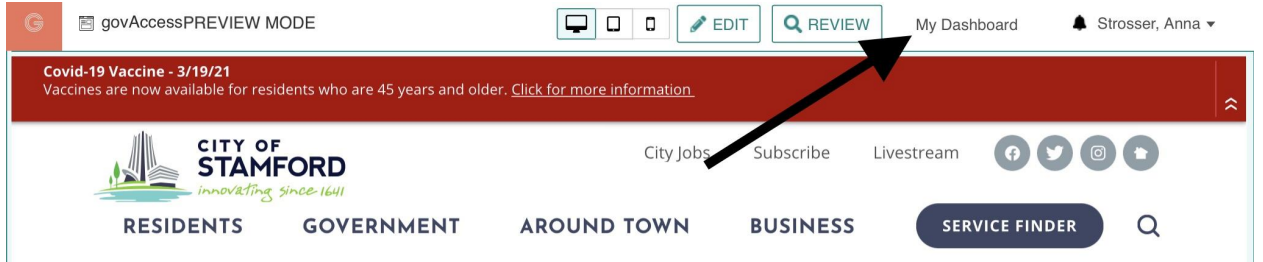 G govAccessPREVIEW MODE EDIT REVIEW My Dashboard Strosser, Anna
Covid-19 Vaccine - 3/19/21
Vaccines are now available for residents who are 45 years and older. Click for more information
CITY OF
STAMFORD
innovating since 1641
City Jobs Subscribe Livestream
RESIDENTS GOVERNMENT AROUND TOWN BUSINESS SERVICE FINDER